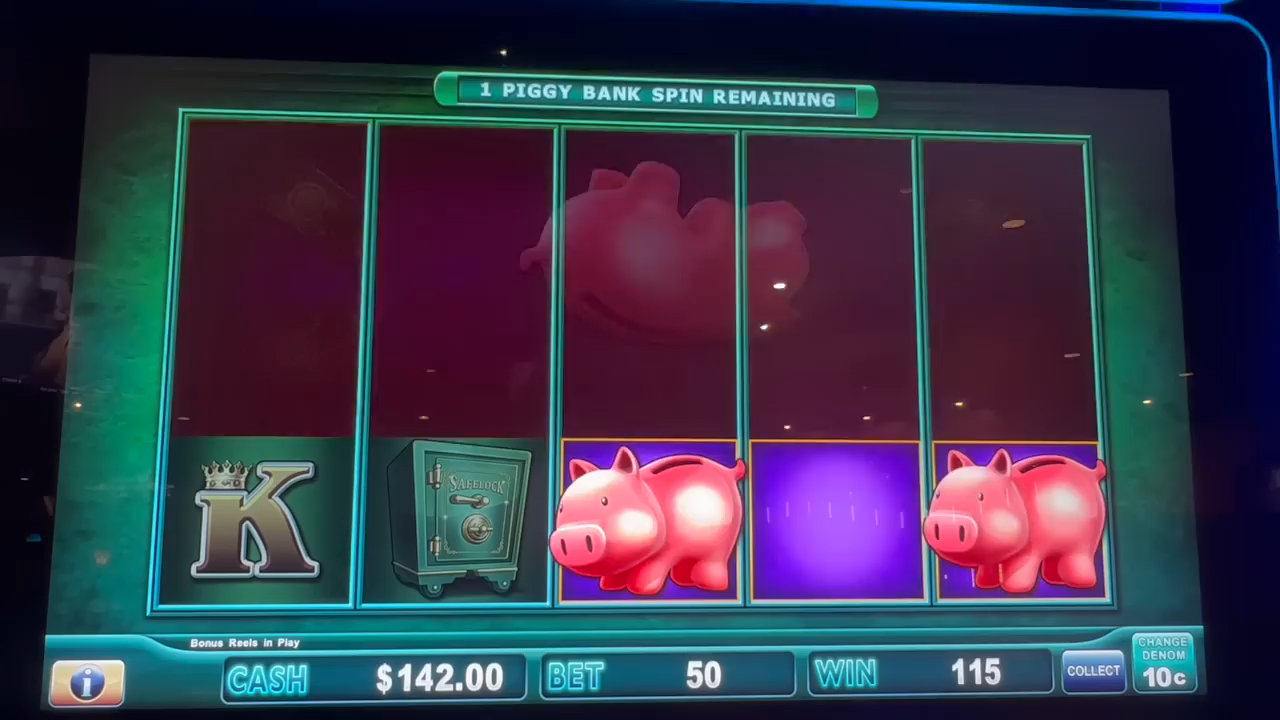 1 PIGGY BANK SPIN REMAINING
K
SAFELOCK
Bonus Reels in Play
CASH $142.00
BET 50
WIN 115
COLLECT
CHANGE
DENOM
10¢
i